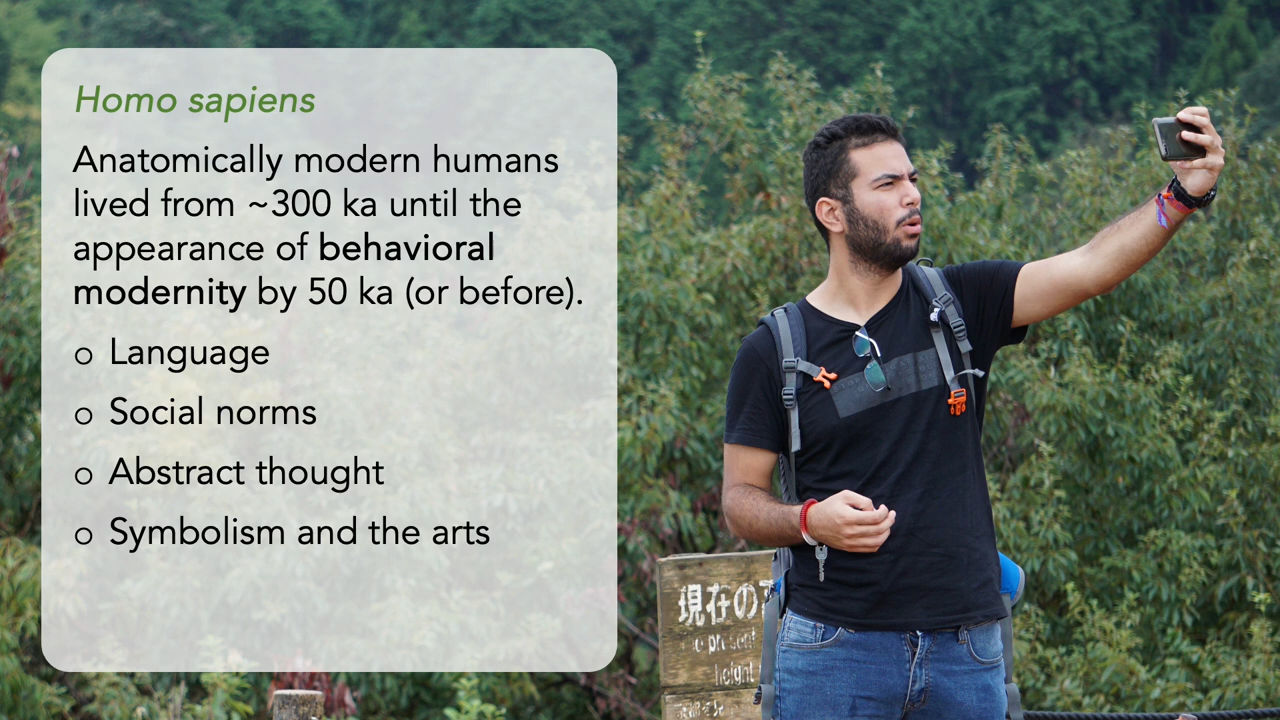 Homo sapiens
Anatomically modern humans
lived from ~300 ka until the
appearance of behavioral
modernity by 50 ka (or before).
o Language
o Social norms
o Abstract thought
o Symbolism and the arts
現在の
present
height